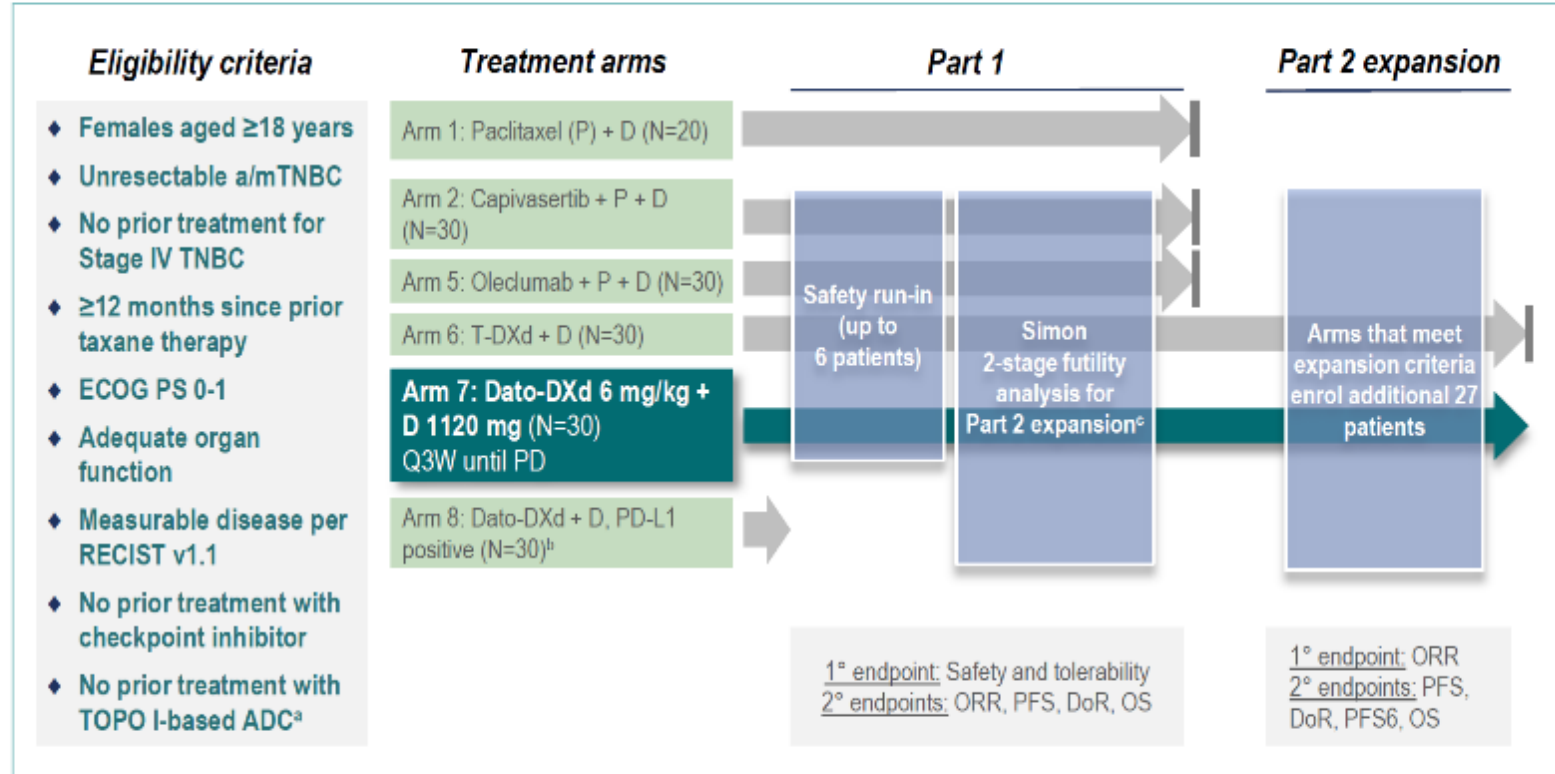 Eligibility criteria
♦ Females aged ≥18 years
♦ Unresectable a/mTNBC
♦ No prior treatment for
Stage IV TNBC
♦ ≥12 months since prior
taxane therapy
♦ ECOG PS 0-1
♦ Adequate organ
function
♦ Measurable disease per
RECIST v1.1
♦ No prior treatment with
checkpoint inhibitor
♦ No prior treatment with
TOPO I-based ADCᵃ
Treatment arms
Arm 1: Paclitaxel (P) + D (N=20)
Arm 2: Capivasertib + P + D
(N=30)
Arm 5: Oleclumab + P + D (N=30)
Arm 6: T-DXd + D (N=30)
Arm 7: Dato-DXd 6 mg/kg +
D 1120 mg (N=30)
Q3W until PD
Arm 8: Dato-DXd + D, PD-L1
positive (N=30)ᵇ
Part 1
Safety run-in
(up to
6 patients)
Simon
2-stage futility
analysis for
Part 2 expansionᶜ
1° endpoint: Safety and tolerability
2° endpoints: ORR, PFS, DoR, OS
Part 2 expansion
Arms that meet
expansion criteria
enrol additional 27
patients
1° endpoint: ORR
2° endpoints: PFS,
DoR, PFS6, OS